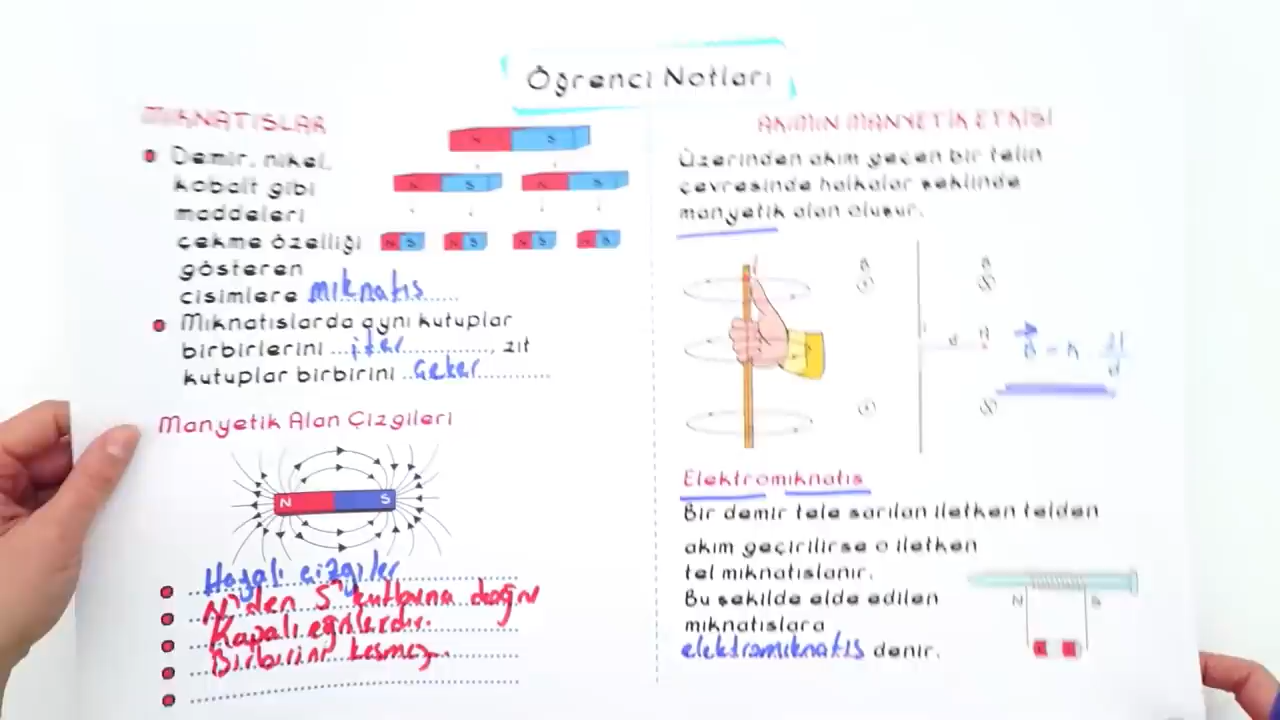 Öğrenci Notları
MIKNATISLAR
Demir, nikel,
kobalt gibi
maddeleri
çekme özelliği
gösteren
cisimlere mıknatıs
Mıknatıslarda aynı kutuplar
birbirlerini ...iter..., zıt
kutuplar birbirini ..çeker...
N S
N S N S
N S N S N S N S
Manyetik Alan Çizgileri
N S
Hayali çizgiler
N'den S kutbuna doğru
Kapalı eğrilerdir.
Birbirini kesmez.
AKIMIN MANYETİK ETKİSİ
Üzerinden akım geçen bir telin
çevresinde halkalar şeklinde
manyetik alan oluşur.
d
Elektromıknatıs
Bir demir tele sarılan iletken telden
akım geçirilirse o iletken
tel mıknatıslanır.
Bu şekilde elde edilen
mıknatıslara
elektromıknatıs denir.
N S